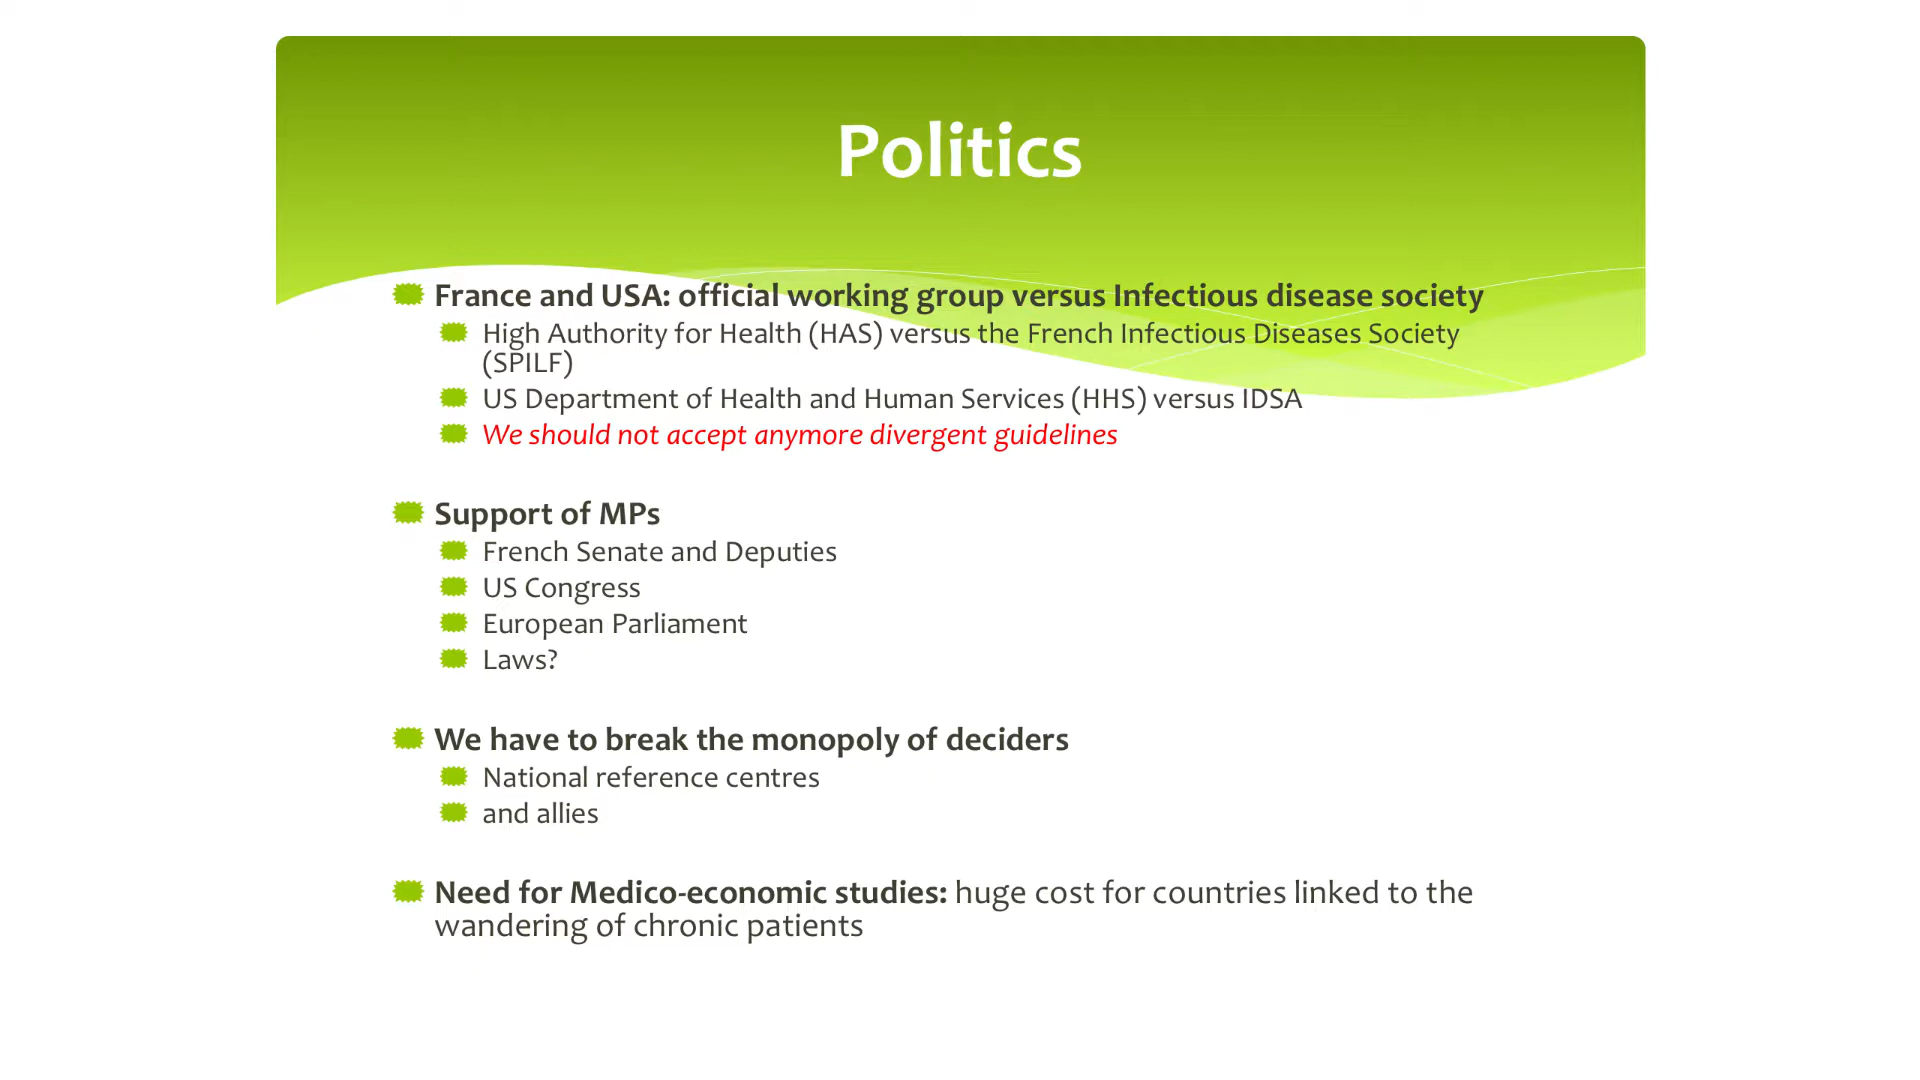 Politics
France and USA: official working group versus Infectious disease society
High Authority for Health (HAS) versus the French Infectious Diseases Society
(SPILF)
US Department of Health and Human Services (HHS) versus IDSA
We should not accept anymore divergent guidelines
Support of MPs
French Senate and Deputies
US Congress
European Parliament
Laws?
We have to break the monopoly of deciders
National reference centres
and allies
Need for Medico-economic studies: huge cost for countries linked to the
wandering of chronic patients